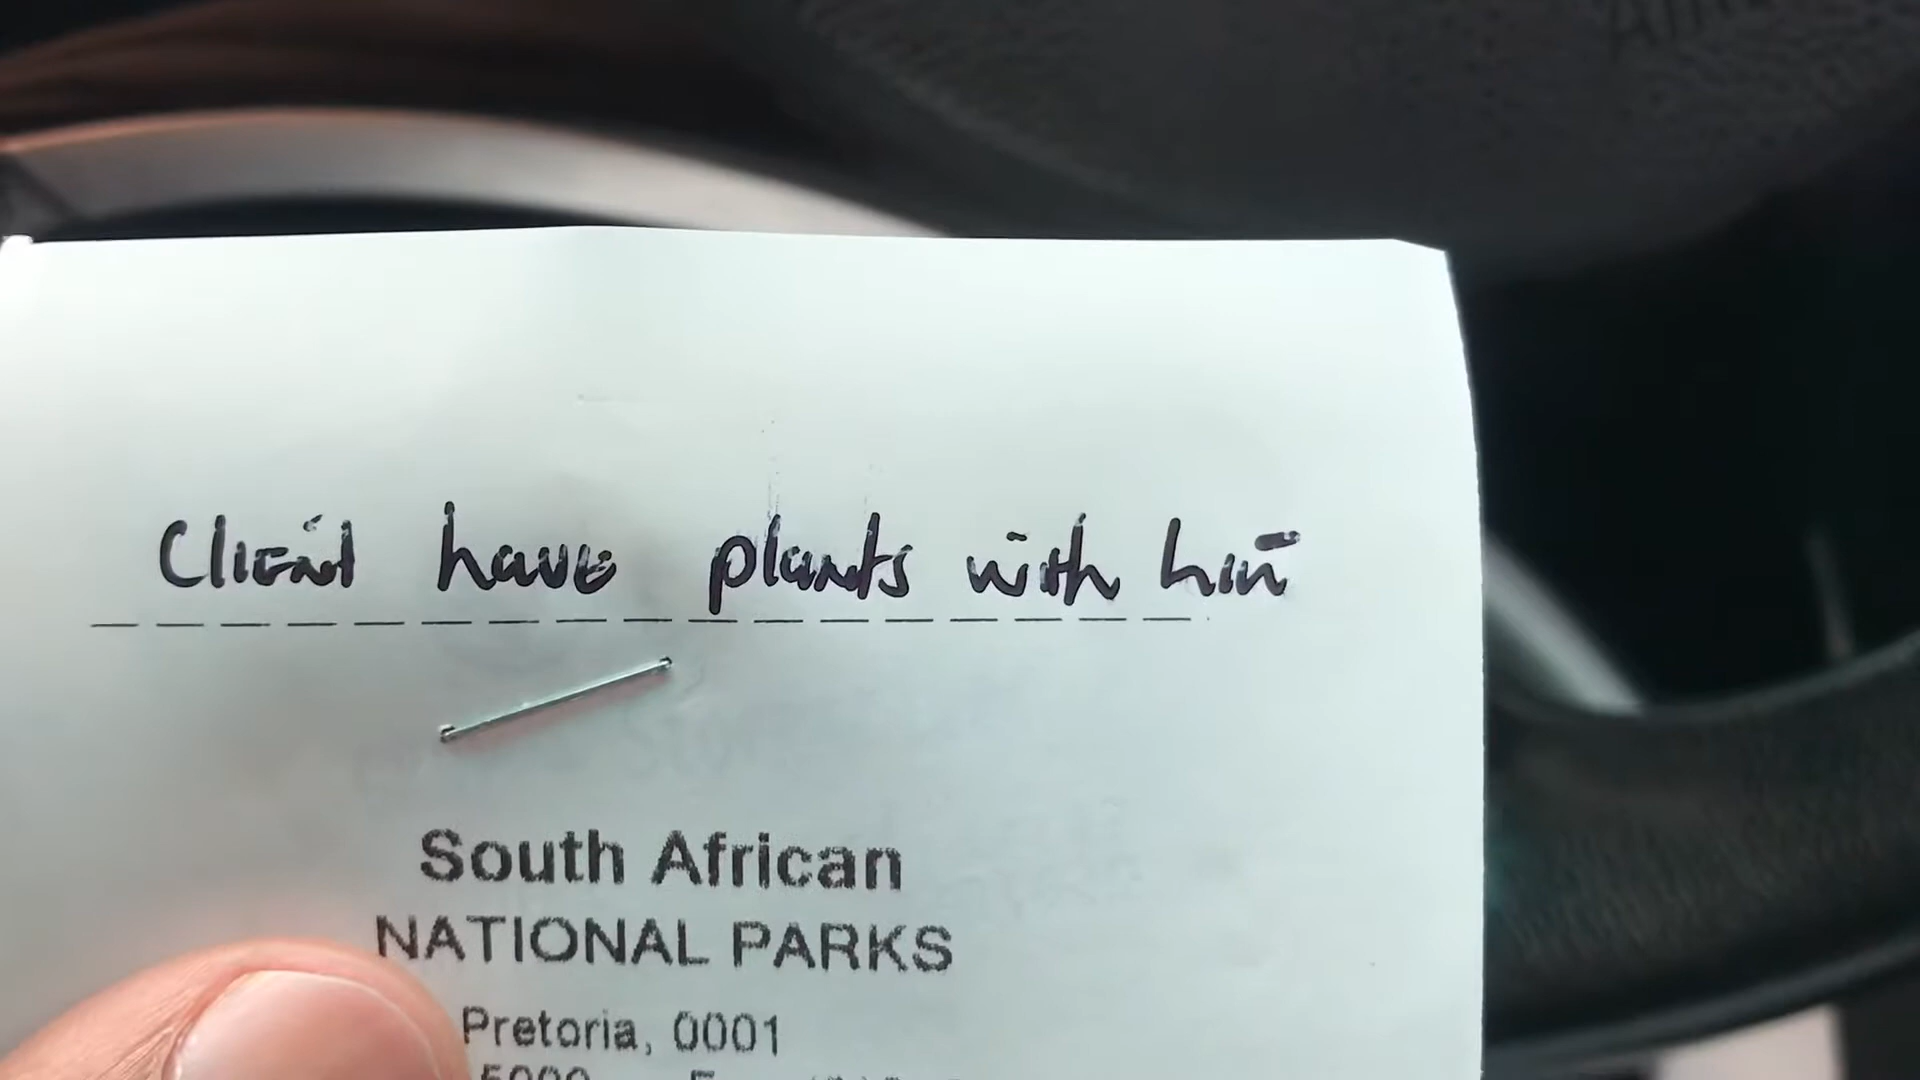 Client have plants with him
South African
NATIONAL PARKS
Pretoria, 0001